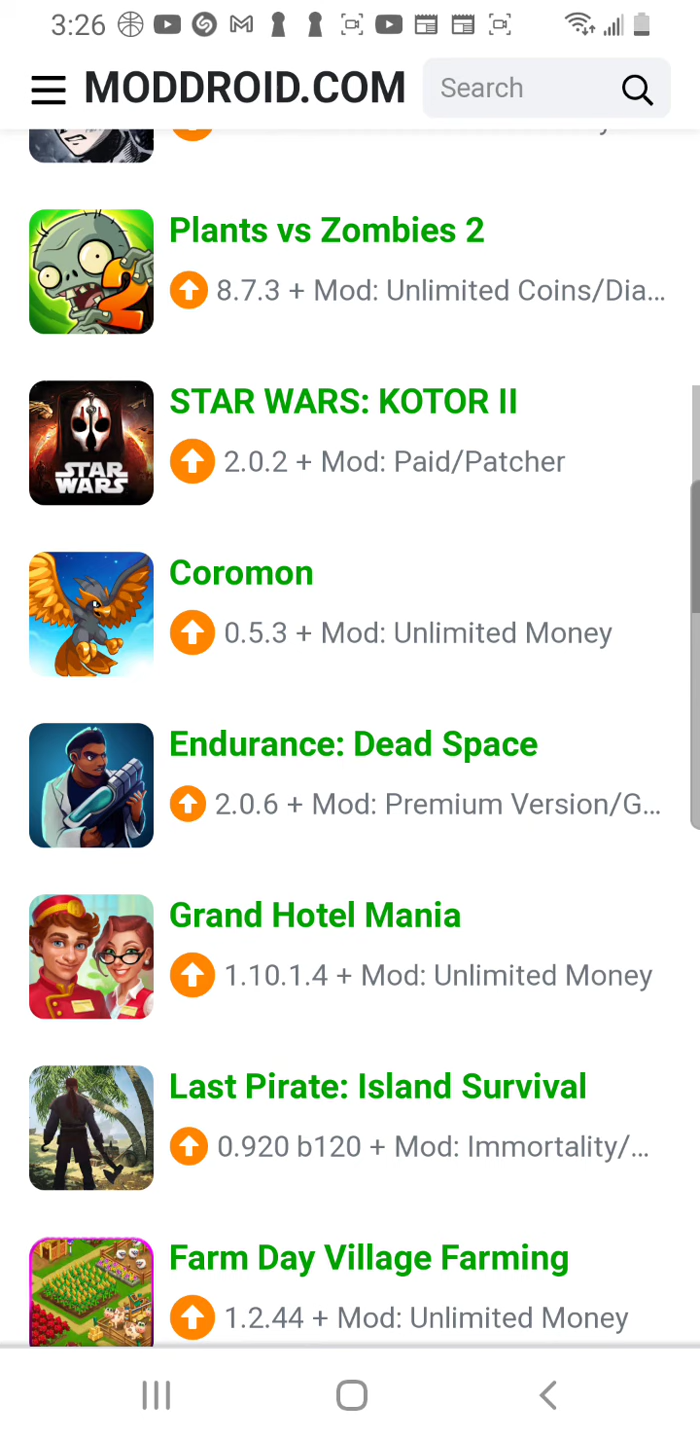 3:26
MODDROID.COM
Search
Plants vs Zombies 2
8.7.3 + Mod: Unlimited Coins/Dia...
2
STAR WARS: KOTOR II
2.0.2 + Mod: Paid/Patcher
STAR
WARS
Coromon
0.5.3 + Mod: Unlimited Money
Endurance: Dead Space
2.0.6 + Mod: Premium Version/G...
Grand Hotel Mania
1.10.1.4 + Mod: Unlimited Money
Last Pirate: Island Survival
0.920 b120 + Mod: Immortality/...
Farm Day Village Farming
1.2.44 + Mod: Unlimited Money